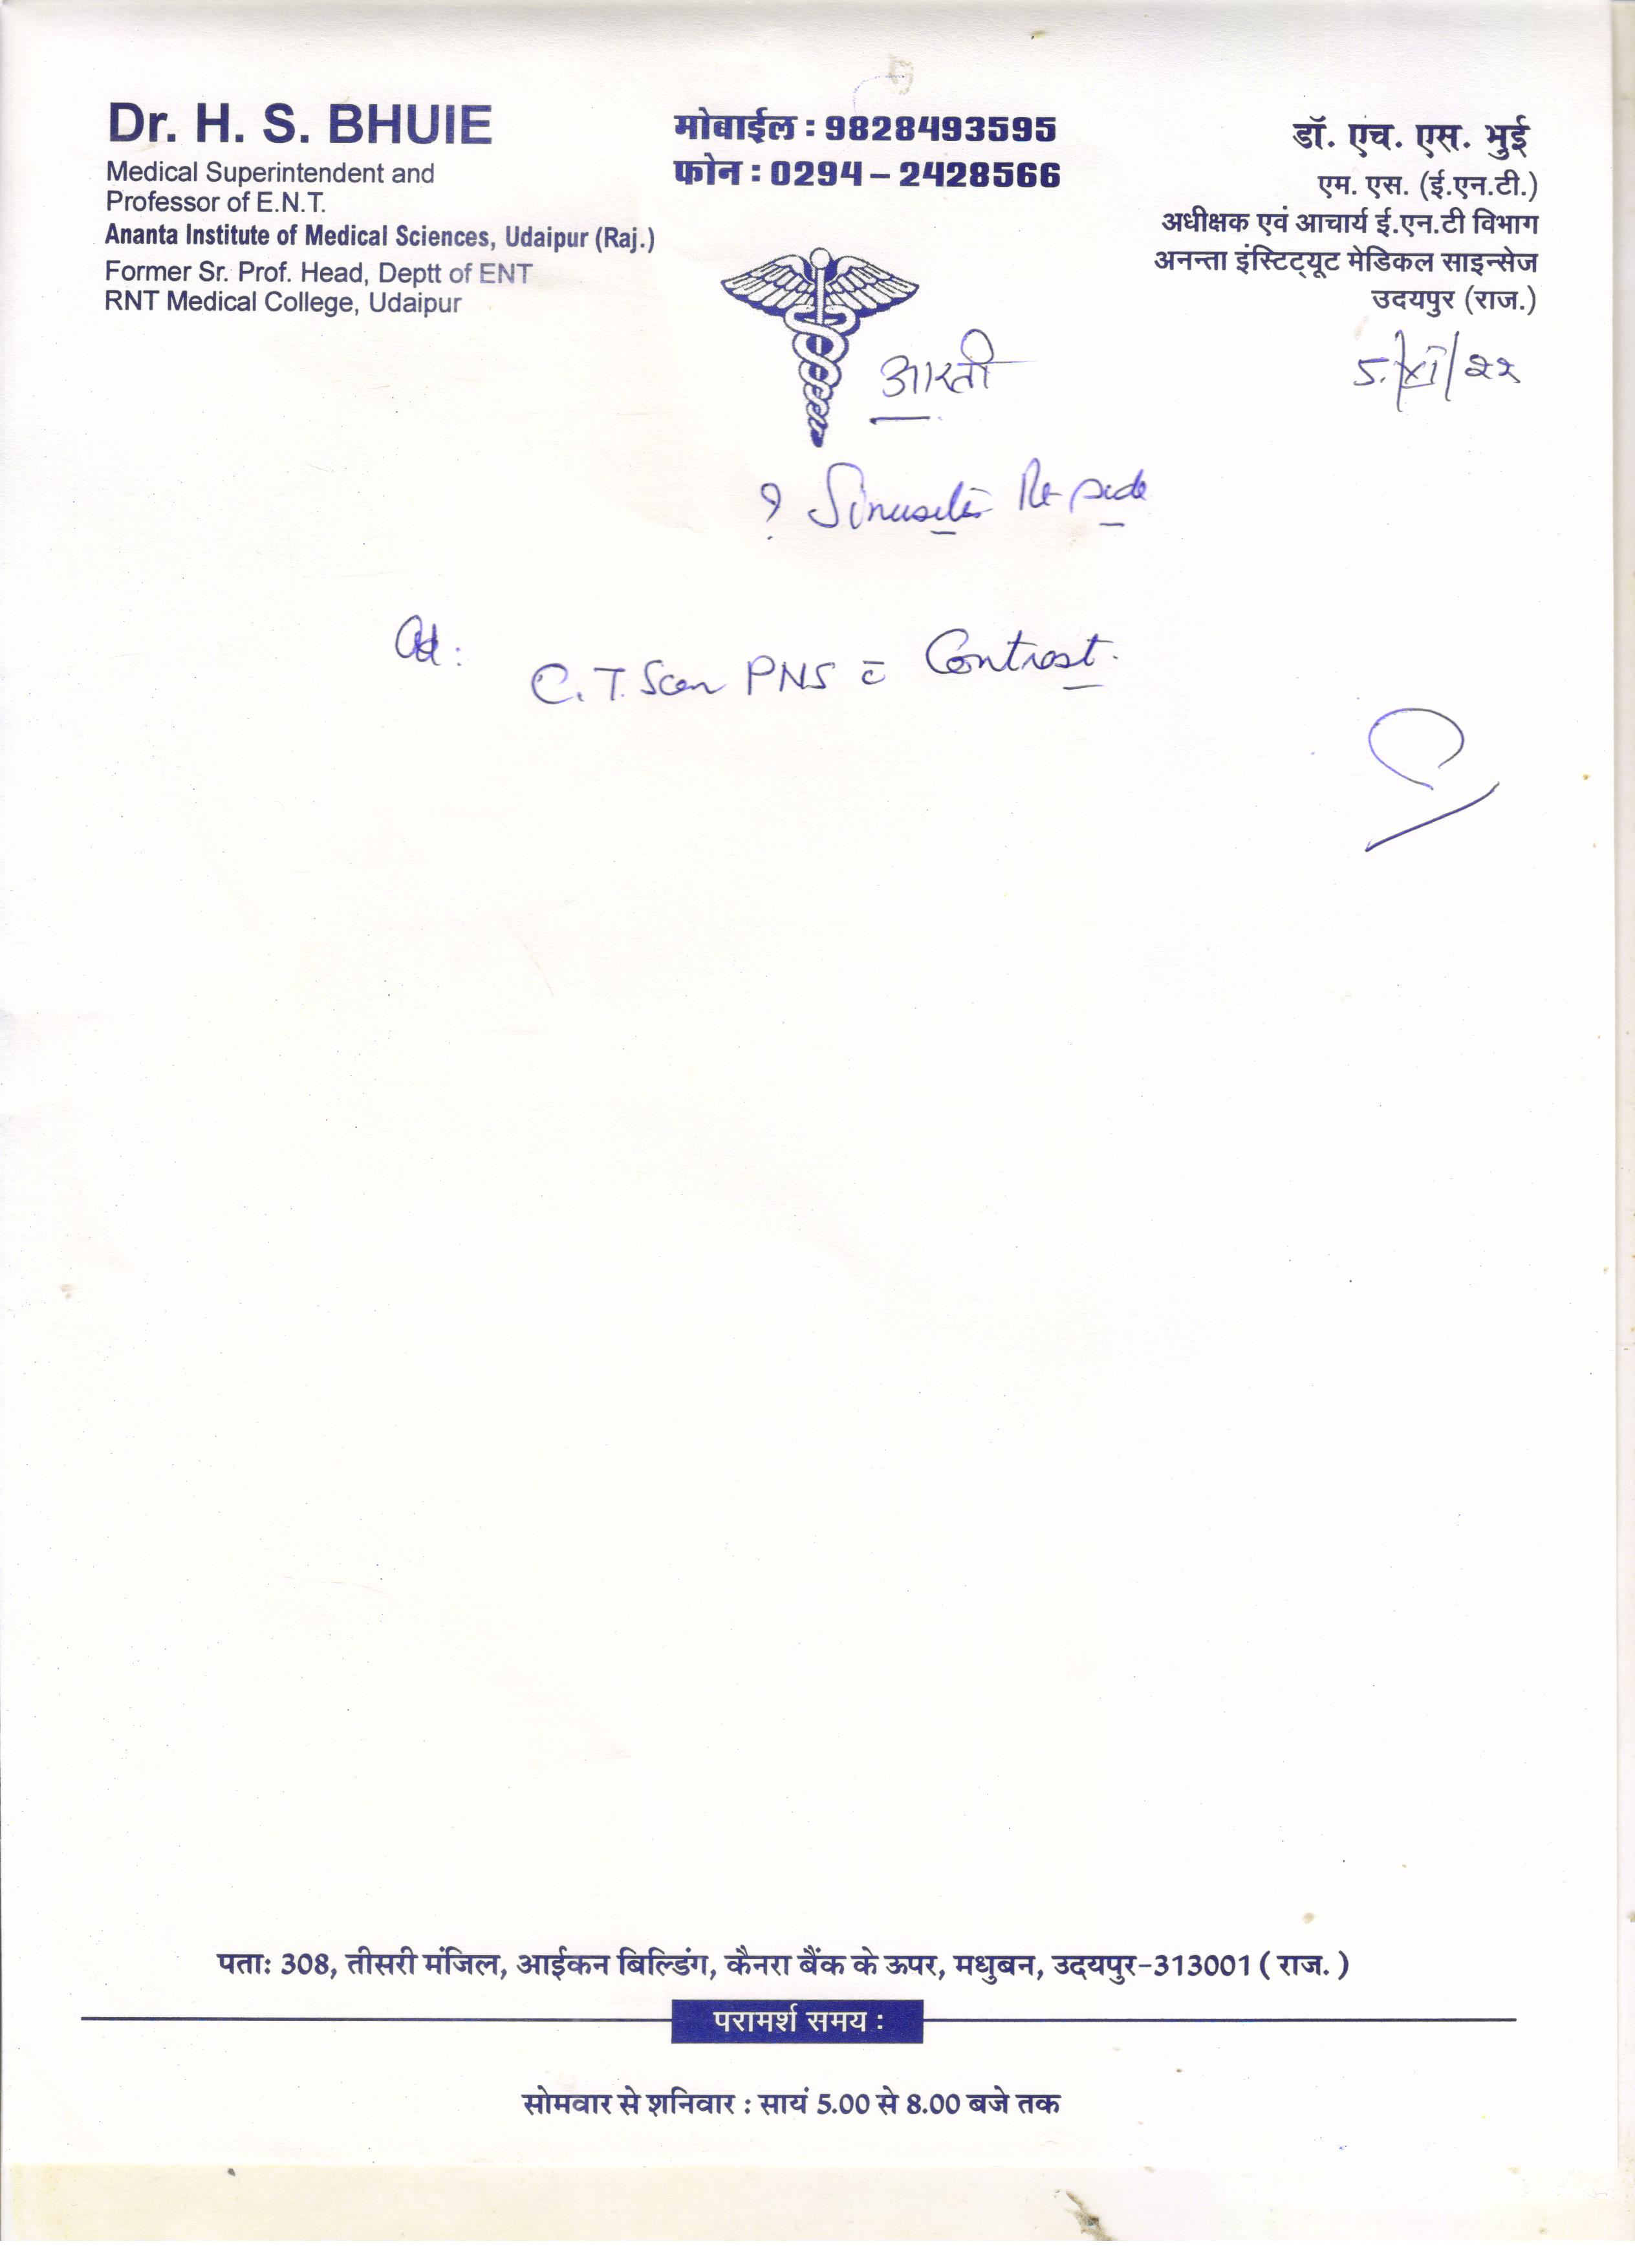 Dr. H. S. BHUIE
Medical Superintendent and
Professor of E.N.T.
Ananta Institute of Medical Sciences, Udaipur (Raj.)
Former Sr. Prof. Head, Deptt of ENT
RNT Medical College, Udaipur
मोबाईल : 9828493595
फोन : 0294 – 2428566
डॉ. एच. एस. भुई
एम. एस. (ई.एन.टी.)
अधीक्षक एवं आचार्य ई.एन.टी विभाग
अनन्ता इंस्टिट्यूट मेडिकल साइन्सेज
उदयपुर (राज.)
5/XI/22
आरती
? Sinusitis Rt side
Ad:
C.T. Scan PNS c̄ Contrast.
पताः 308, तीसरी मंजिल, आईकन बिल्डिंग, कैनरा बैंक के ऊपर, मधुबन, उदयपुर-313001 ( राज. )
परामर्श समय :
सोमवार से शनिवार : सायं 5.00 से 8.00 बजे तक